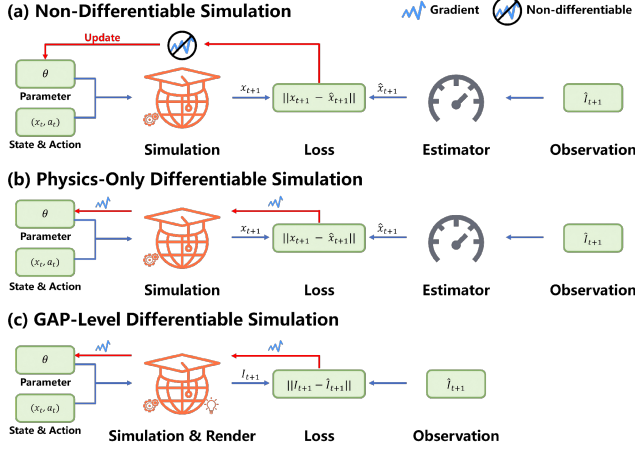 (a) Non-Differentiable Simulation
Gradient
Non-differentiable
Update
θ
Parameter
(x_t, a_t)
State & Action
Simulation
x_{t+1}
||x_{t+1} − x̂_{t+1}||
Loss
x̂_{t+1}
Estimator
Î_{t+1}
Observation
(b) Physics-Only Differentiable Simulation
θ
Parameter
(x_t, a_t)
State & Action
Simulation
x_{t+1}
||x_{t+1} − x̂_{t+1}||
Loss
x̂_{t+1}
Estimator
Î_{t+1}
Observation
(c) GAP-Level Differentiable Simulation
θ
Parameter
(x_t, a_t)
State & Action
Simulation & Render
I_{t+1}
||I_{t+1} − Î_{t+1}||
Loss
Î_{t+1}
Observation